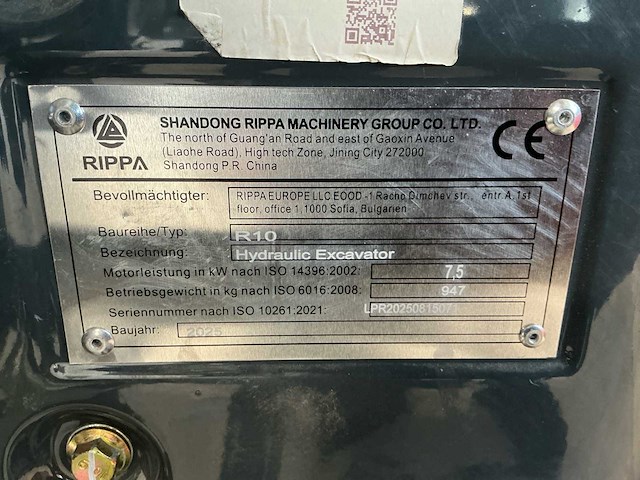 SHANDONG RIPPA MACHINERY GROUP CO. LTD.
The north of Guang'an Road and east of Gaoxin Avenue
(Liaohe Road), High tech Zone, Jining City 272000
Shandong P.R. China
CE
RIPPA
Bevollmächtigter: RIPPA EUROPE LLC EOOD -1 Racho Dimchev str., entr A, 1st
floor, office 1, 1000 Sofia, Bulgarien
Baureihe/Typ: R10
Bezeichnung: Hydraulic Excavator
Motorleistung in kW nach ISO 14396:2002: 7,5
Betriebsgewicht in kg nach ISO 6016:2008: 947
Seriennummer nach ISO 10261:2021:
Baujahr: 2025